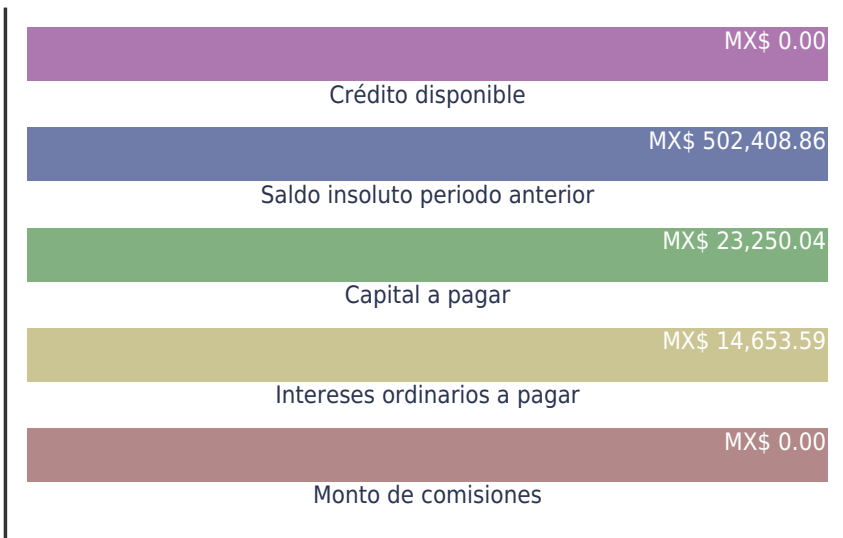 MX$ 0.00
Crédito disponible
MX$ 502,408.86
Saldo insoluto periodo anterior
MX$ 23,250.04
Capital a pagar
MX$ 14,653.59
Intereses ordinarios a pagar
MX$ 0.00
Monto de comisiones